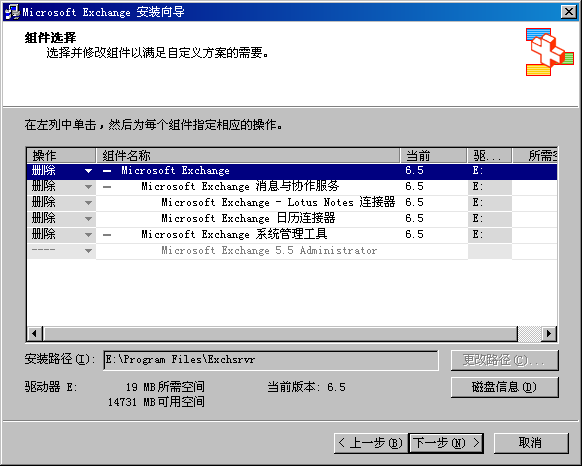 Microsoft Exchange 安装向导
组件选择
选择并修改组件以满足自定义方案的需要。
在左列中单击，然后为每个组件指定相应的操作。
操作 组件名称 当前 驱... 所需空
删除 Microsoft Exchange 6.5 E:
删除 Microsoft Exchange 消息与协作服务 6.5 E:
删除 Microsoft Exchange - Lotus Notes 连接器 6.5 E:
删除 Microsoft Exchange 日历连接器 6.5 E:
删除 Microsoft Exchange 系统管理工具 6.5 E:
---- Microsoft Exchange 5.5 Administrator
安装路径(I): E:\Program Files\Exchsrvr 更改路径(C)...
驱动器 E: 19 MB所需空间 当前版本: 6.5 磁盘信息(D)
14731 MB可用空间
< 上一步(B) 下一步(N) > 取消